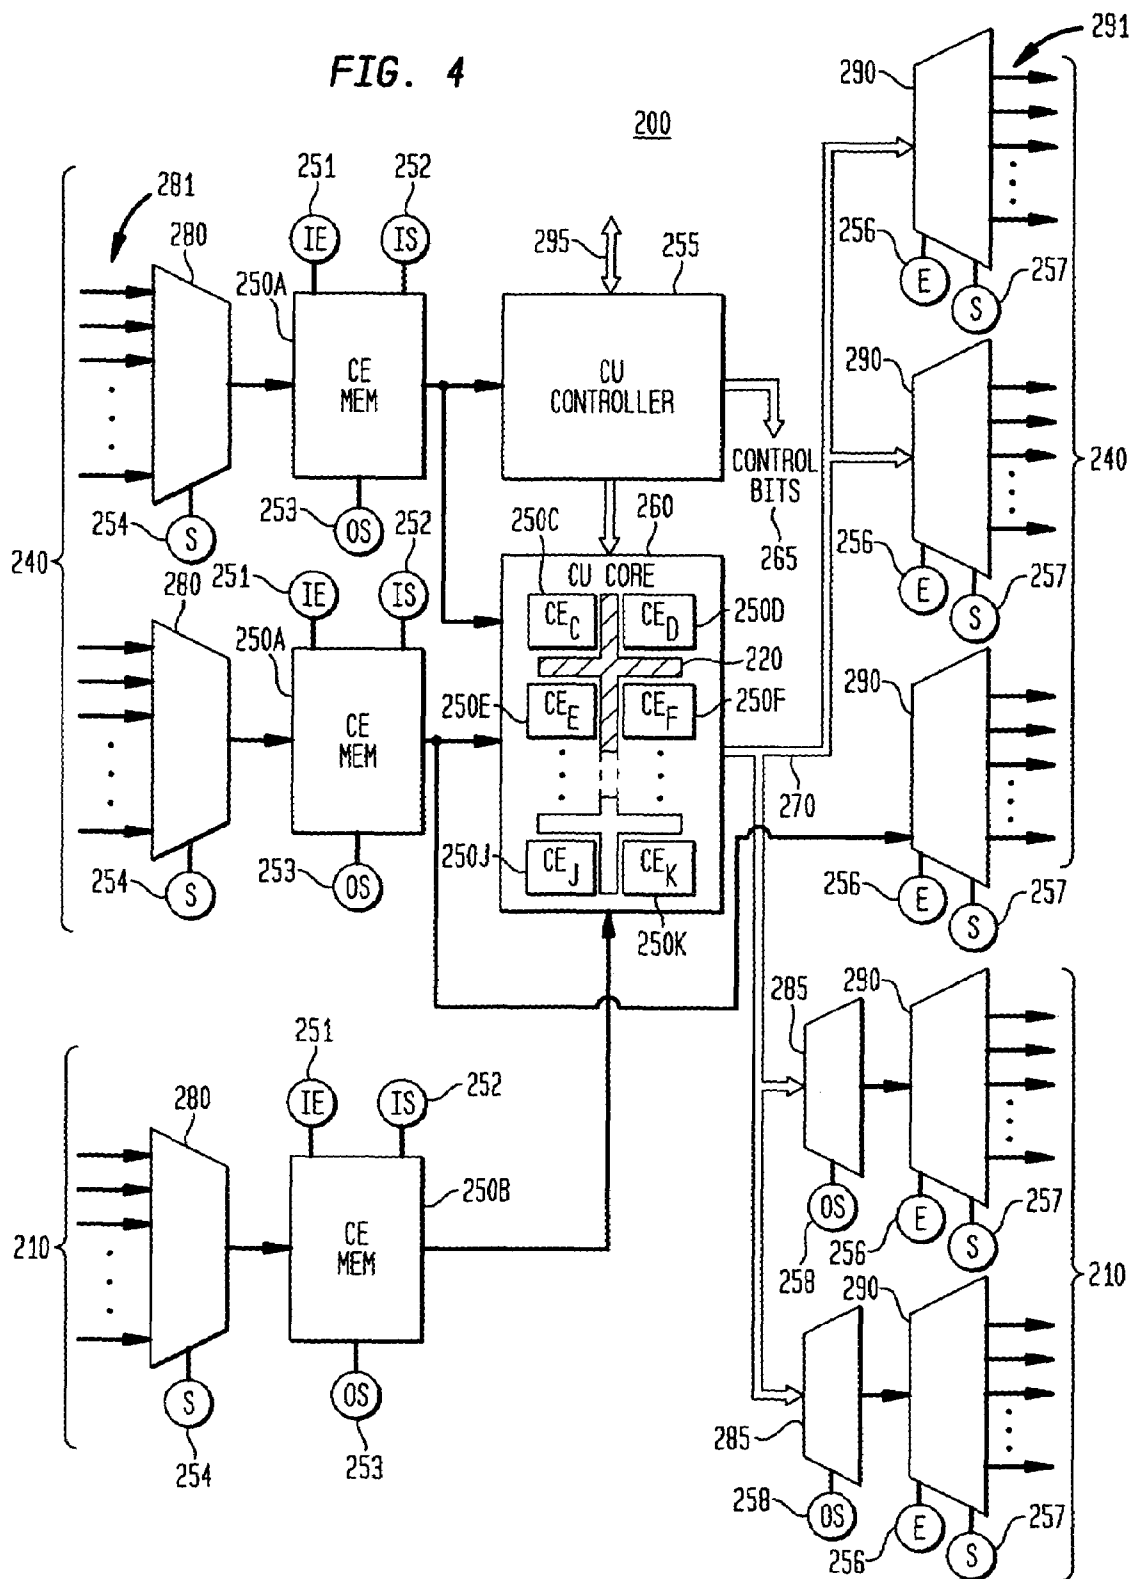 FIG. 4
200
291
290
240
256
E
S
257
281
280
251
252
IE
IS
250A
CE
MEM
295
255
CU
CONTROLLER
CONTROL
BITS
265
254
S
253
OS
240
290
256
E
S
257
240
280
251
252
IE
IS
250A
CE
MEM
254
S
253
OS
250C
260
CU CORE
CE_C
CE_D
250D
220
250E
CE_E
CE_F
250F
250J
CE_J
CE_K
250K
270
290
256
E
S
257
210
280
251
252
IE
IS
250B
CE
MEM
254
S
253
OS
285
290
258
OS
256
E
S
257
210
285
290
258
OS
256
E
S
257